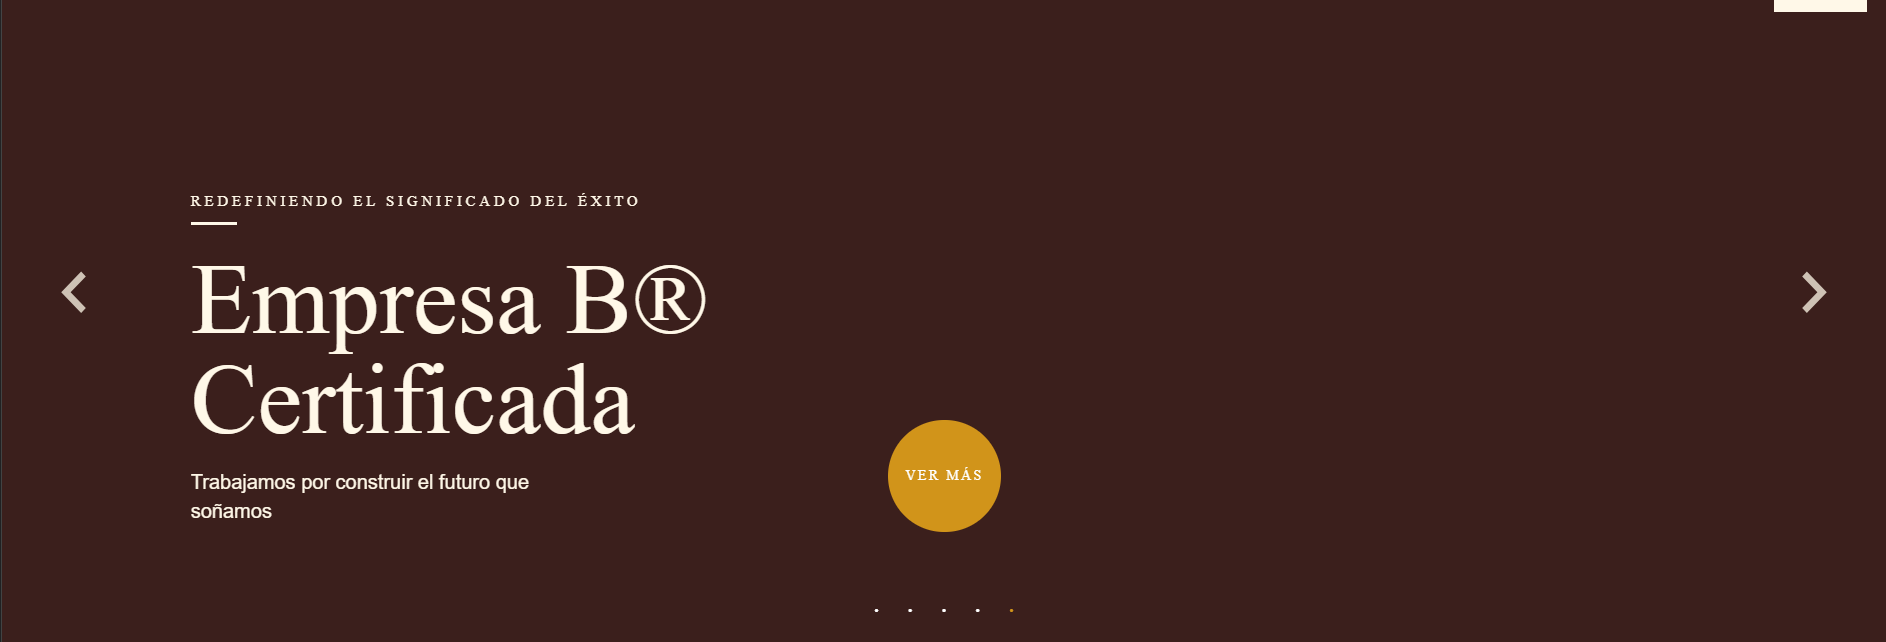 REDEFINIENDO EL SIGNIFICADO DEL ÉXITO
Empresa B®
Certificada
Trabajamos por construir el futuro que
soñamos
VER MÁS